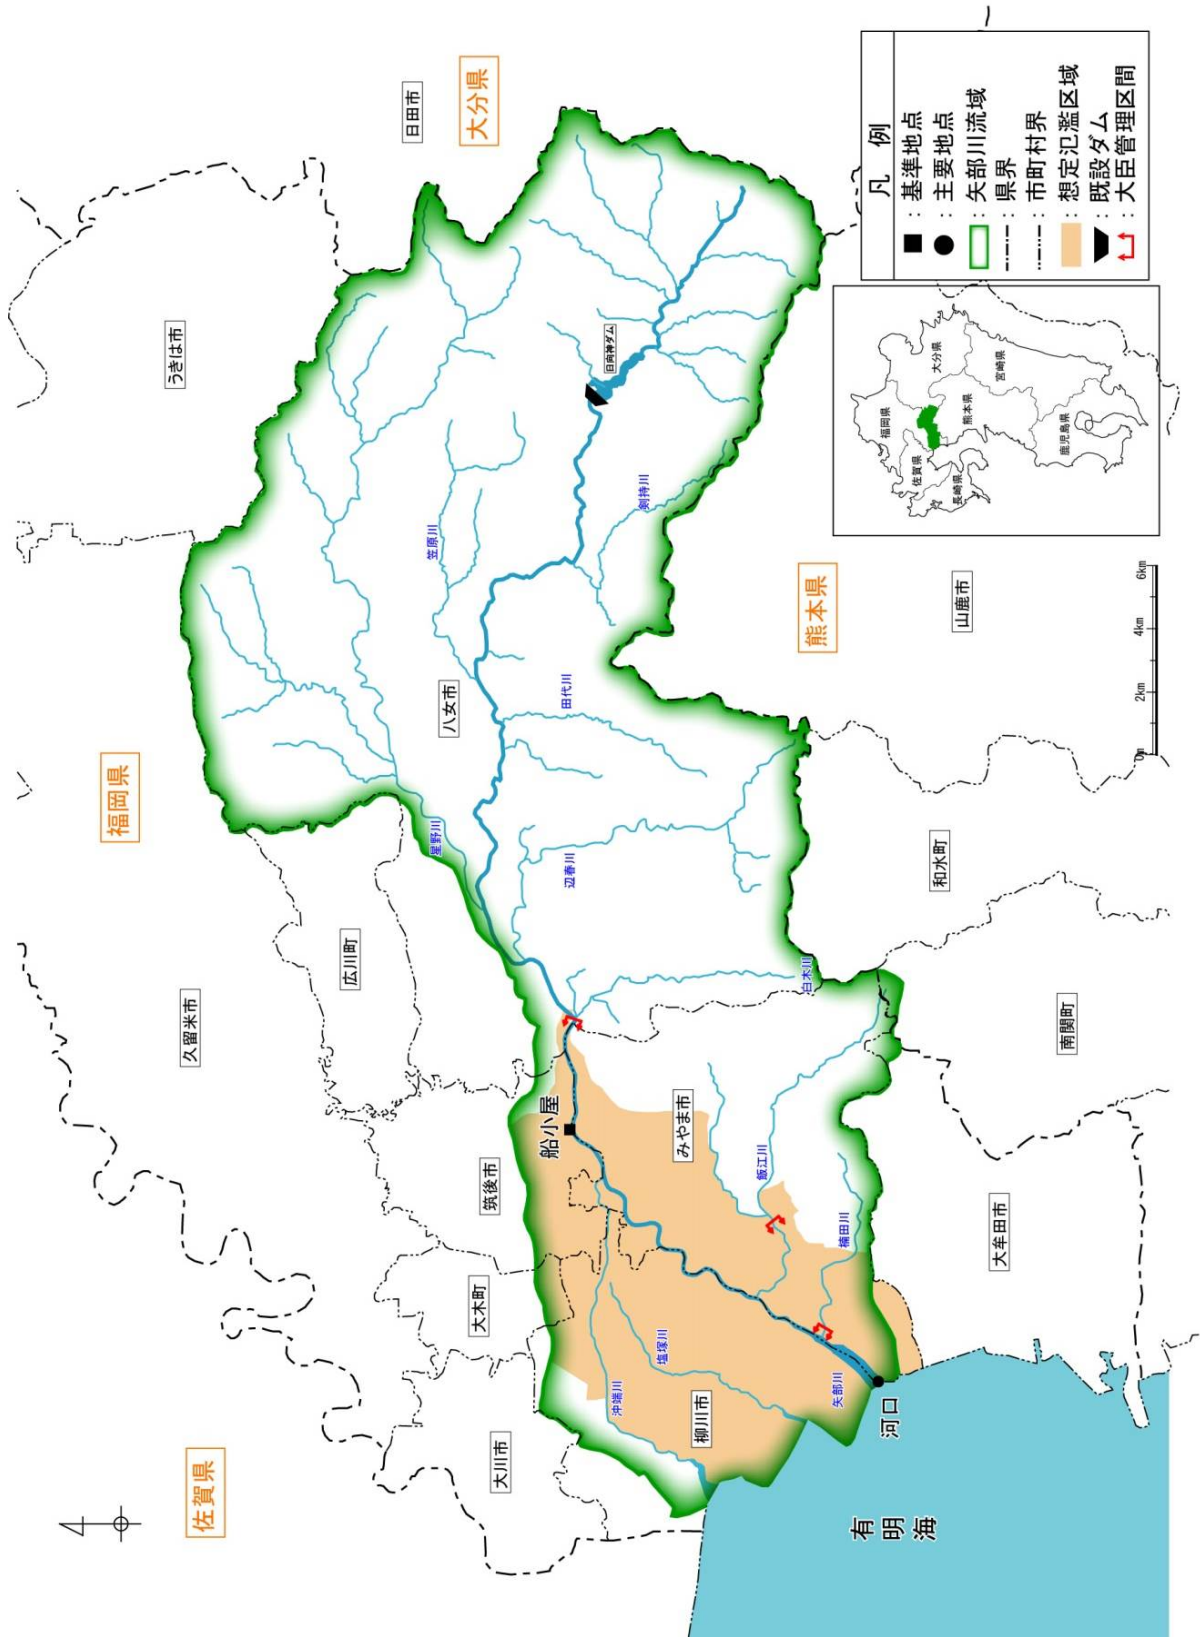 福岡県
うきは市
日田市
大分県
久留米市
広川町
八女市
笠原川
星野川
田代川
辺春川
剣持川
日向神ダム
白木川
佐賀県
大川市
大木町
筑後市
船小屋
みやま市
飯江川
楠田川
沖端川
塩塚川
柳川市
矢部川
河口
有
明
海
大牟田市
南関町
和水町
山鹿市
熊本県
0m
2km
4km
6km
福岡県
佐賀県
長崎県
大分県
熊本県
宮崎県
鹿児島県
凡 例
: 基準地点
: 主要地点
: 矢部川流域
: 県界
: 市町村界
: 想定氾濫区域
: 既設ダム
: 大臣管理区間